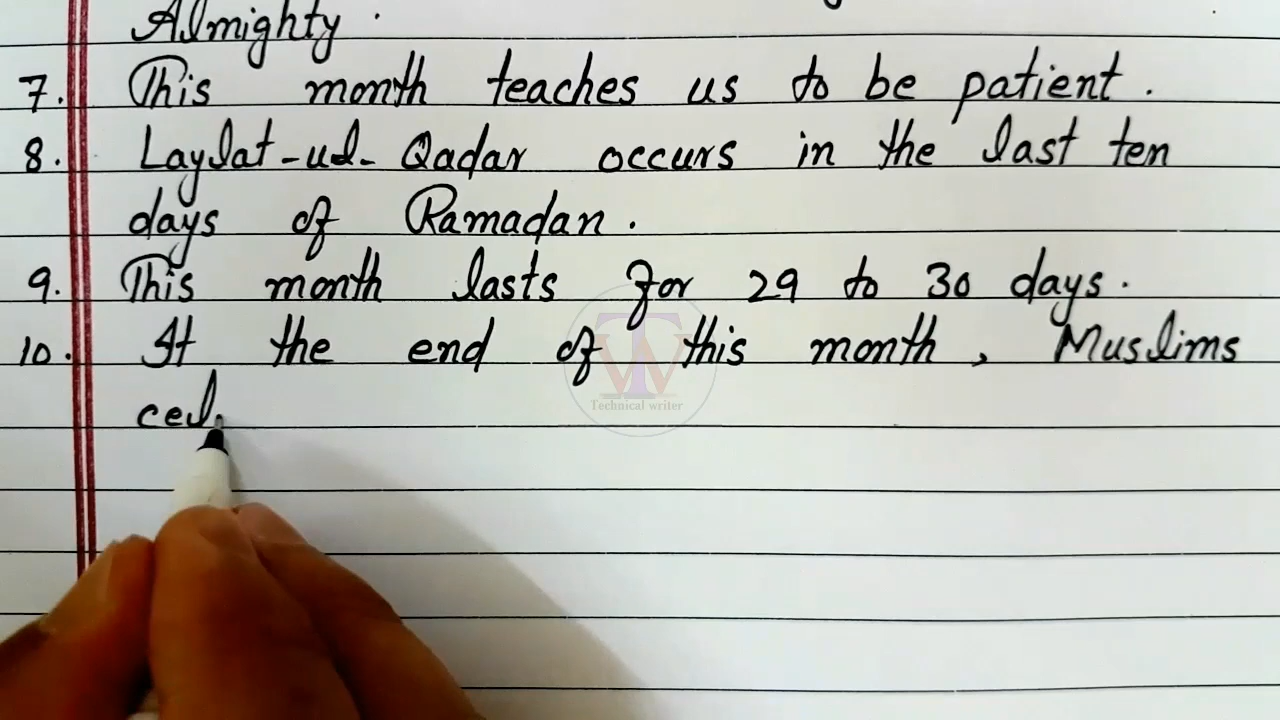 Almighty.
7. This month teaches us to be patient.
8. Laylat-ul-Qadar occurs in the last ten
days of Ramadan.
9. This month lasts for 29 to 30 days.
10. At the end of this month, Muslims
cel
TW
Technical writer